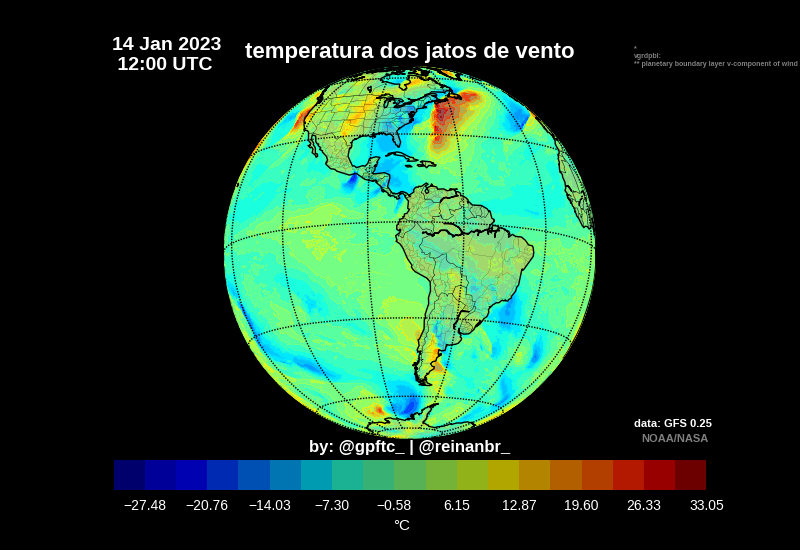 14 Jan 2023
12:00 UTC
temperatura dos jatos de vento
*
vgrdpbl:
** planetary boundary layer v-component of wind
data: GFS 0.25
NOAA/NASA
by: @gpftc_ | @reinanbr_
−27.48 −20.76 −14.03 −7.30 −0.58 6.15 12.87 19.60 26.33 33.05
°C